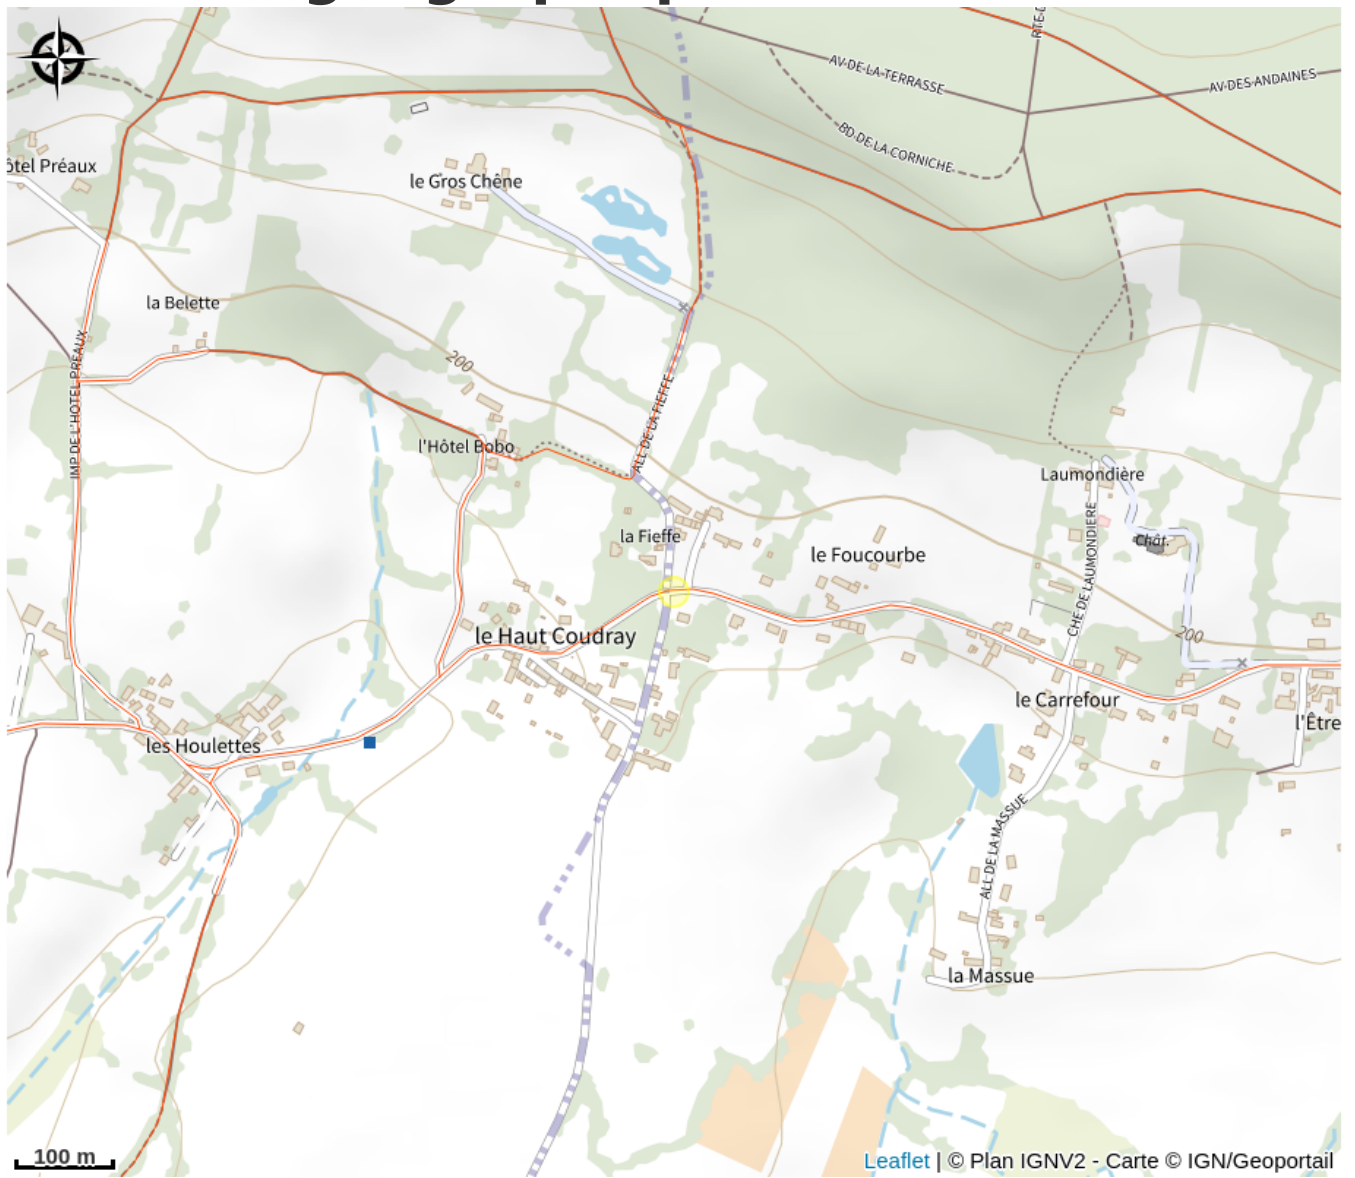 RTE D
AV DE LA TERRASSE
AV DES ANDAINES
BD DE LA CORNICHE
ôtel Préaux
le Gros Chêne
la Belette
IMP DE L'HOTEL PREAUX
200
ALL DE LA FIEFFE
l'Hôtel Bobo
Laumondière
la Fieffe
Chât.
le Foucourbe
CHE DE LAUMONDIERE
le Haut Coudray
200
le Carrefour
l'Être
les Houlettes
ALL DE LA MASSUE
la Massue
100 m
Leaflet | © Plan IGNV2 - Carte © IGN/Geoportail